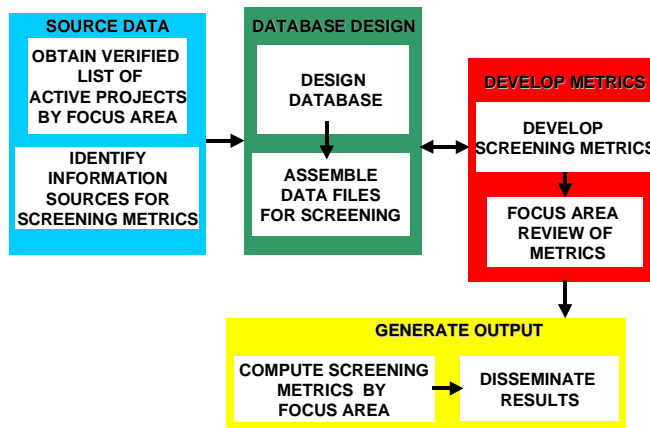 SOURCE DATA
OBTAIN VERIFIED
LIST OF
ACTIVE PROJECTS
BY FOCUS AREA
IDENTIFY
INFORMATION
SOURCES FOR
SCREENING METRICS
DATABASE DESIGN
DESIGN
DATABASE
ASSEMBLE
DATA FILES
FOR SCREENING
DEVELOP METRICS
DEVELOP
SCREENING METRICS
FOCUS AREA
REVIEW OF
METRICS
GENERATE OUTPUT
COMPUTE SCREENING
METRICS BY
FOCUS AREA
DISSEMINATE
RESULTS